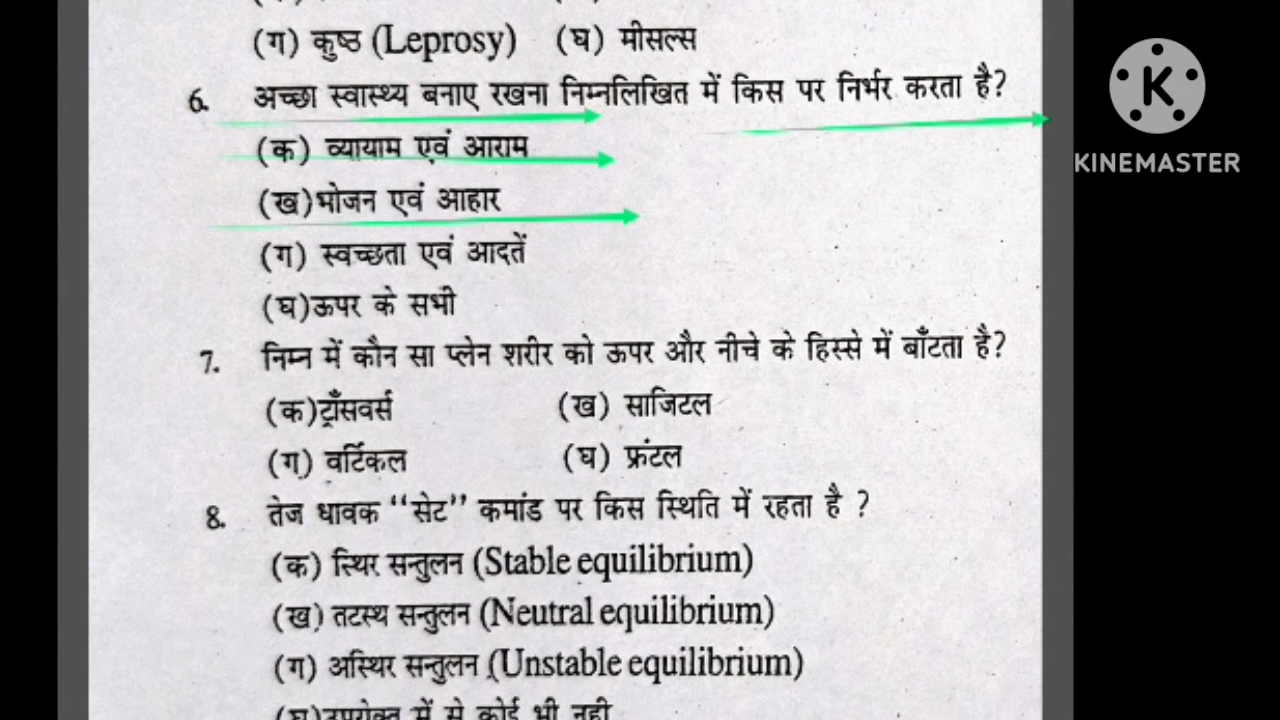 (ग) कुष्ठ (Leprosy) (घ) मीसल्स
6. अच्छा स्वास्थ्य बनाए रखना निम्नलिखित में किस पर निर्भर करता है?
(क) व्यायाम एवं आराम
(ख) भोजन एवं आहार
(ग) स्वच्छता एवं आदतें
(घ) ऊपर के सभी
7. निम्न में कौन सा प्लेन शरीर को ऊपर और नीचे के हिस्से में बाँटता है?
(क) ट्राँसवर्स (ख) साजिटल
(ग) वर्टिकल (घ) फ्रंटल
8. तेज धावक “सेट” कमांड पर किस स्थिति में रहता है ?
(क) स्थिर सन्तुलन (Stable equilibrium)
(ख) तटस्थ सन्तुलन (Neutral equilibrium)
(ग) अस्थिर सन्तुलन (Unstable equilibrium)
(घ) उपरोक्त में से कोई भी नही
K
KINEMASTER